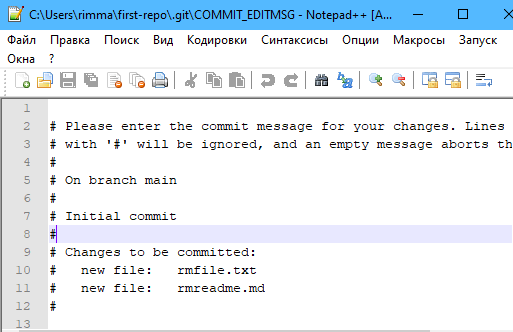 C:\Users\rimma\first-repo\.git\COMMIT_EDITMSG - Notepad++ [A...
Файл Правка Поиск Вид Кодировки Синтаксисы Опции Макросы Запуск
Окна ?
1
2 # Please enter the commit message for your changes. Lines
3 # with '#' will be ignored, and an empty message aborts th
4 #
5 # On branch main
6 #
7 # Initial commit
8 #
9 # Changes to be committed:
10 # new file: rmfile.txt
11 # new file: rmreadme.md
12 #
13